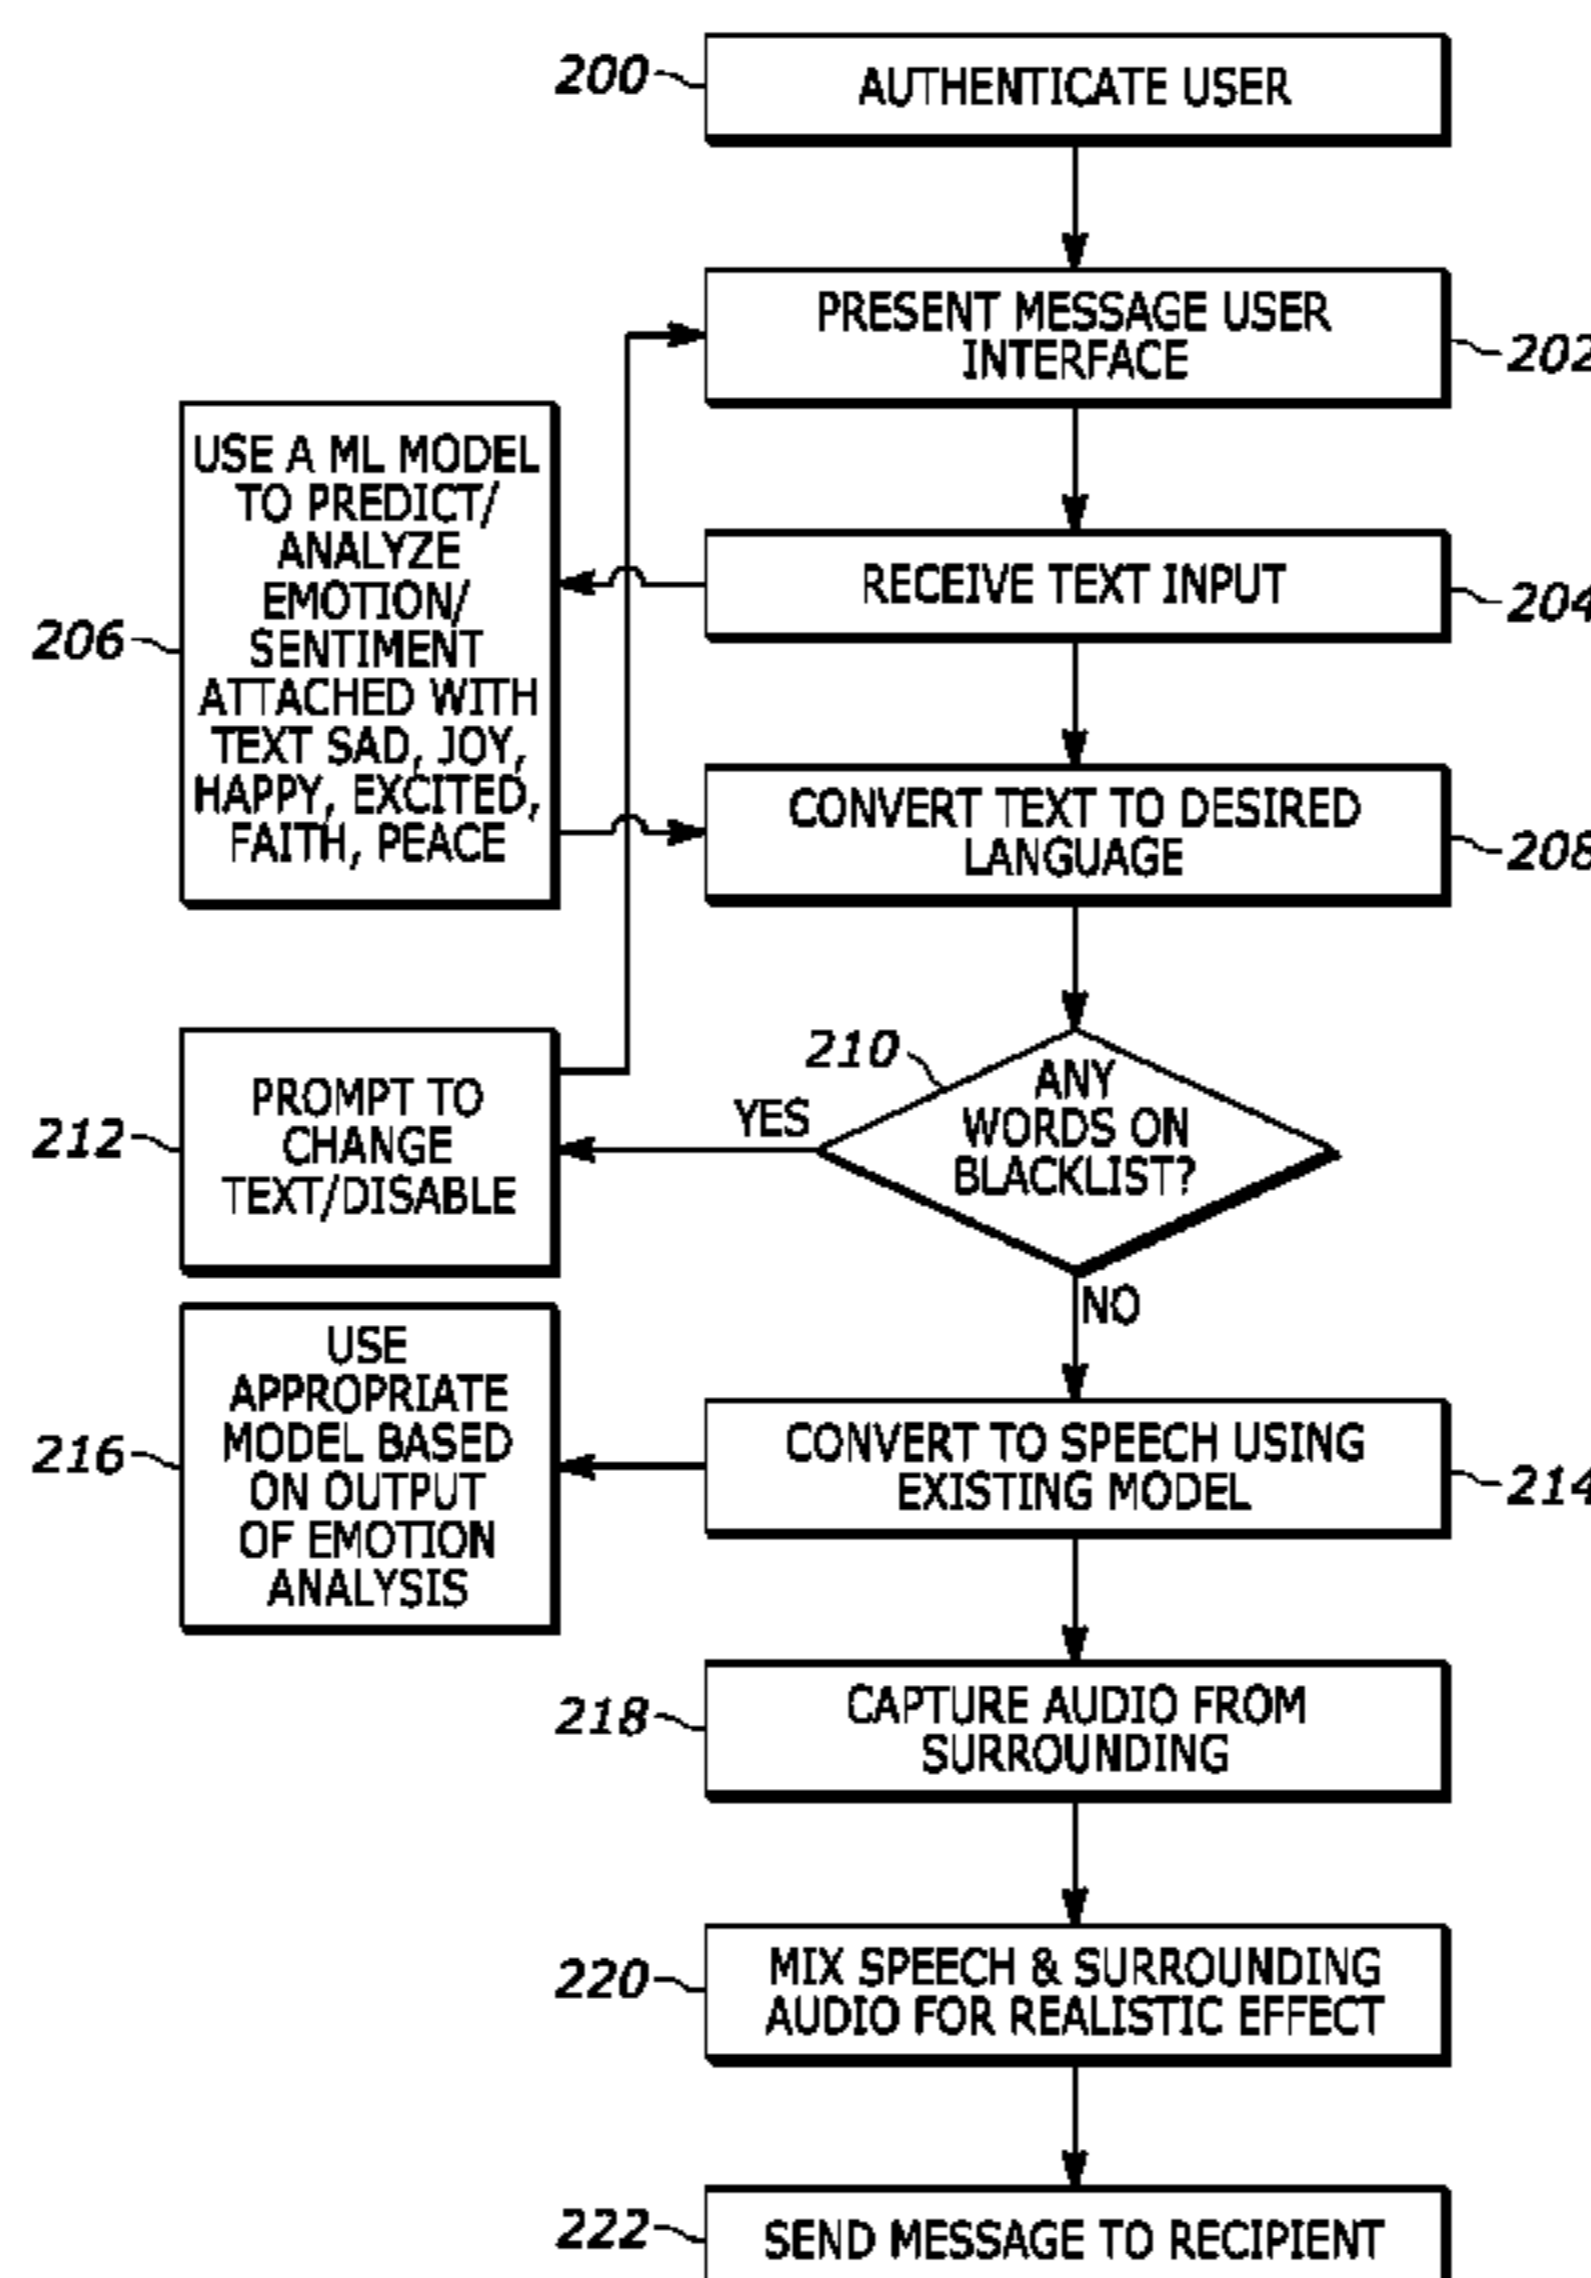 200
AUTHENTICATE USER
PRESENT MESSAGE USER
INTERFACE
202
USE A ML MODEL
TO PREDICT/
ANALYZE
EMOTION/
SENTIMENT
ATTACHED WITH
TEXT SAD, JOY,
HAPPY, EXCITED,
FAITH, PEACE
206
RECEIVE TEXT INPUT
204
CONVERT TEXT TO DESIRED
LANGUAGE
208
210
ANY
WORDS ON
BLACKLIST?
YES
NO
212
PROMPT TO
CHANGE
TEXT/DISABLE
216
USE
APPROPRIATE
MODEL BASED
ON OUTPUT
OF EMOTION
ANALYSIS
CONVERT TO SPEECH USING
EXISTING MODEL
214
218
CAPTURE AUDIO FROM
SURROUNDING
220
MIX SPEECH & SURROUNDING
AUDIO FOR REALISTIC EFFECT
222
SEND MESSAGE TO RECIPIENT